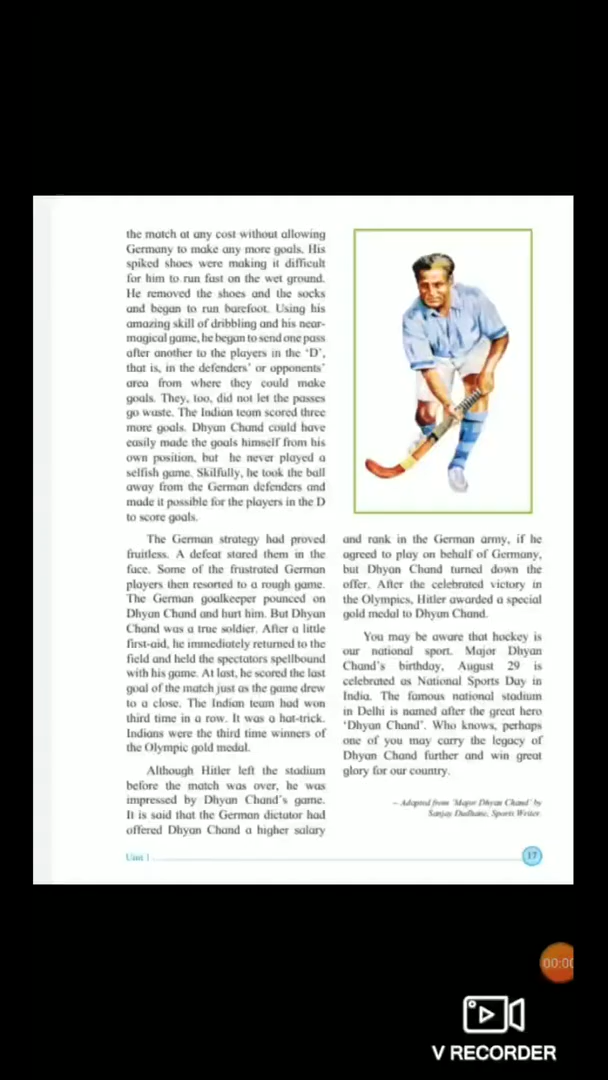 the match at any cost without allowing
Germany to make any more goals. His
spiked shoes were making it difficult
for him to run fast on the wet ground.
He removed the shoes and the socks
and began to run barefoot. Using his
amazing skill of dribbling and his near-
magical game, he began to send one pass
after another to the players in the ‘D’,
that is, in the defenders’ or opponents’
area from where they could make
goals. They, too, did not let the passes
go waste. The Indian team scored three
more goals. Dhyan Chand could have
easily made the goals himself from his
own position, but he never played a
selfish game. Skilfully, he took the ball
away from the German defenders and
made it possible for the players in the D
to score goals.
The German strategy had proved
fruitless. A defeat stared them in the
face. Some of the frustrated German
players then resorted to a rough game.
The German goalkeeper pounced on
Dhyan Chand and hurt him. But Dhyan
Chand was a true soldier. After a little
first-aid, he immediately returned to the
field and held the spectators spellbound
with his game. At last, he scored the last
goal of the match just as the game drew
to a close. The Indian team had won
third time in a row. It was a hat-trick.
Indians were the third time winners of
the Olympic gold medal.
Although Hitler left the stadium
before the match was over, he was
impressed by Dhyan Chand’s game.
It is said that the German dictator had
offered Dhyan Chand a higher salary
and rank in the German army, if he
agreed to play on behalf of Germany,
but Dhyan Chand turned down the
offer. After the celebrated victory in
the Olympics, Hitler awarded a special
gold medal to Dhyan Chand.
You may be aware that hockey is
our national sport. Major Dhyan
Chand’s birthday, August 29 is
celebrated as National Sports Day in
India. The famous national stadium
in Delhi is named after the great hero
‘Dhyan Chand’. Who knows, perhaps
one of you may carry the legacy of
Dhyan Chand further and win great
glory for our country.
– Adapted from ‘Major Dhyan Chand’ by
Sanjay Dudhane, Sports Writer.
Unit 1
17
00:00
V RECORDER